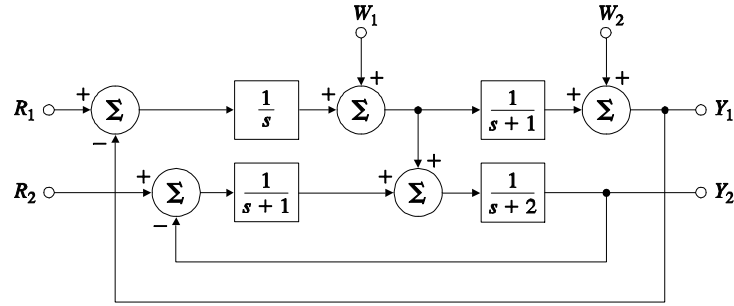 W₁ W₂
+ + + + +
R₁ Σ 1/s Σ 1/(s + 1) Σ Y₁
−
+ + +
R₂ Σ 1/(s + 1) Σ 1/(s + 2) Y₂
−